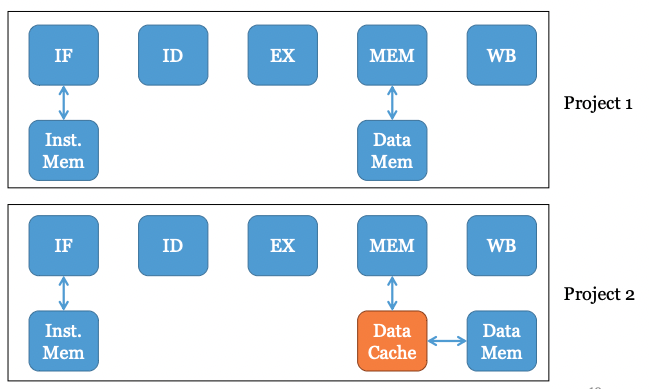 IF
ID
EX
MEM
WB
Inst.
Mem
Data
Mem
Project 1
IF
ID
EX
MEM
WB
Inst.
Mem
Data
Cache
Data
Mem
Project 2